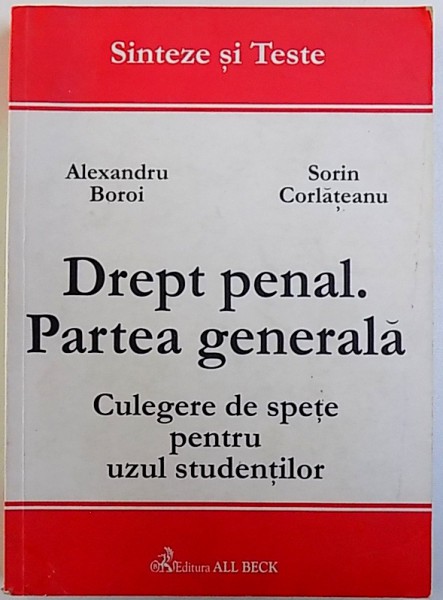 Sinteze și Teste
Alexandru Boroi
Sorin Corlățeanu
Drept penal.
Partea generală
Culegere de spețe
pentru
uzul studenților
Editura ALL BECK